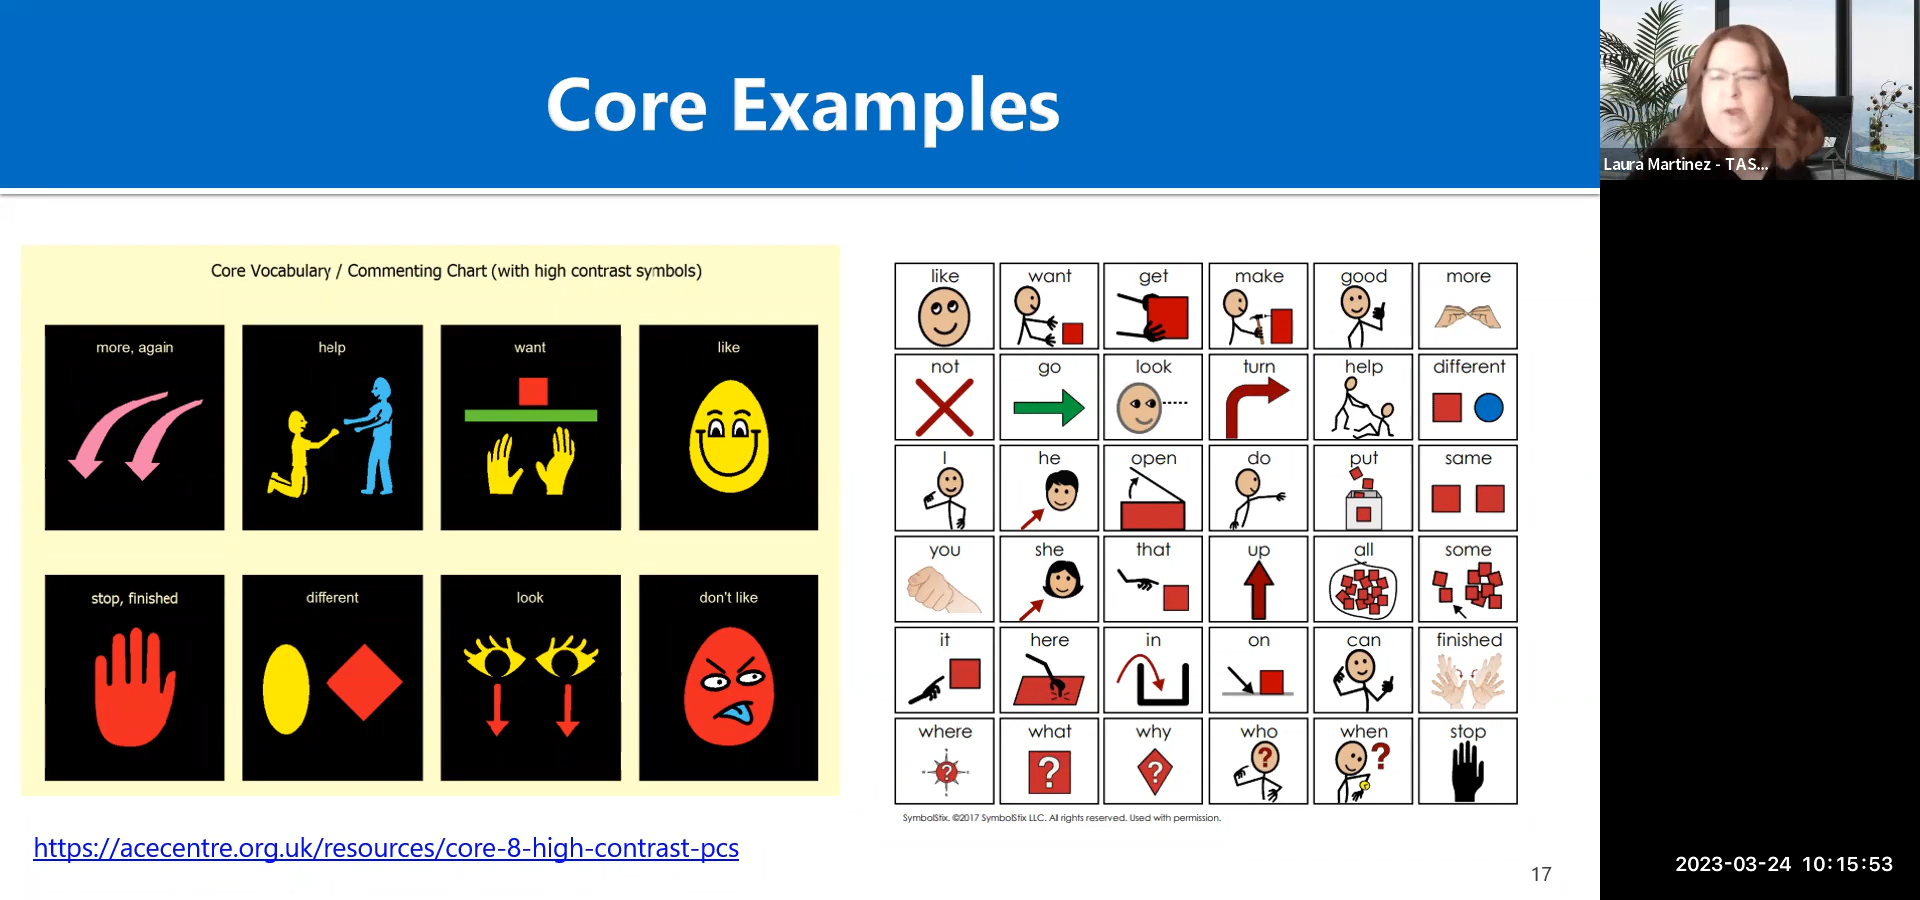 Core Examples
Laura Martinez - TAS...
Core Vocabulary / Commenting Chart (with high contrast symbols)
more, again help want like
stop, finished different look don't like
https://acecentre.org.uk/resources/core-8-high-contrast-pcs
like want get make good more
not go look turn help different
I he open do put same
you she that up all some
it here in on can finished
where what why who when stop
? ? ? ? ?
SymbolStix. ©2017 SymbolStix LLC. All rights reserved. Used with permission.
17
2023-03-24 10:15:53